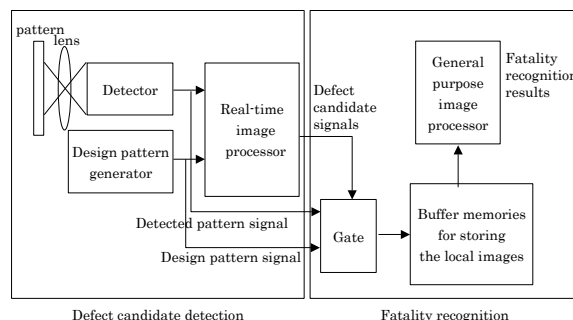 pattern
lens
Detector
Design pattern
generator
Real-time
image
processor
Defect
candidate
signals
Detected pattern signal
Design pattern signal
Gate
General
purpose
image
processor
Fatality
recognition
results
Buffer memories
for storing
the local images
Defect candidate detection
Fatality recognition